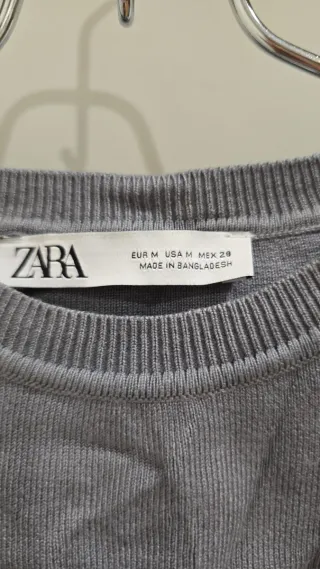 ZARA
EUR M USA M MEX 28
MADE IN BANGLADESH